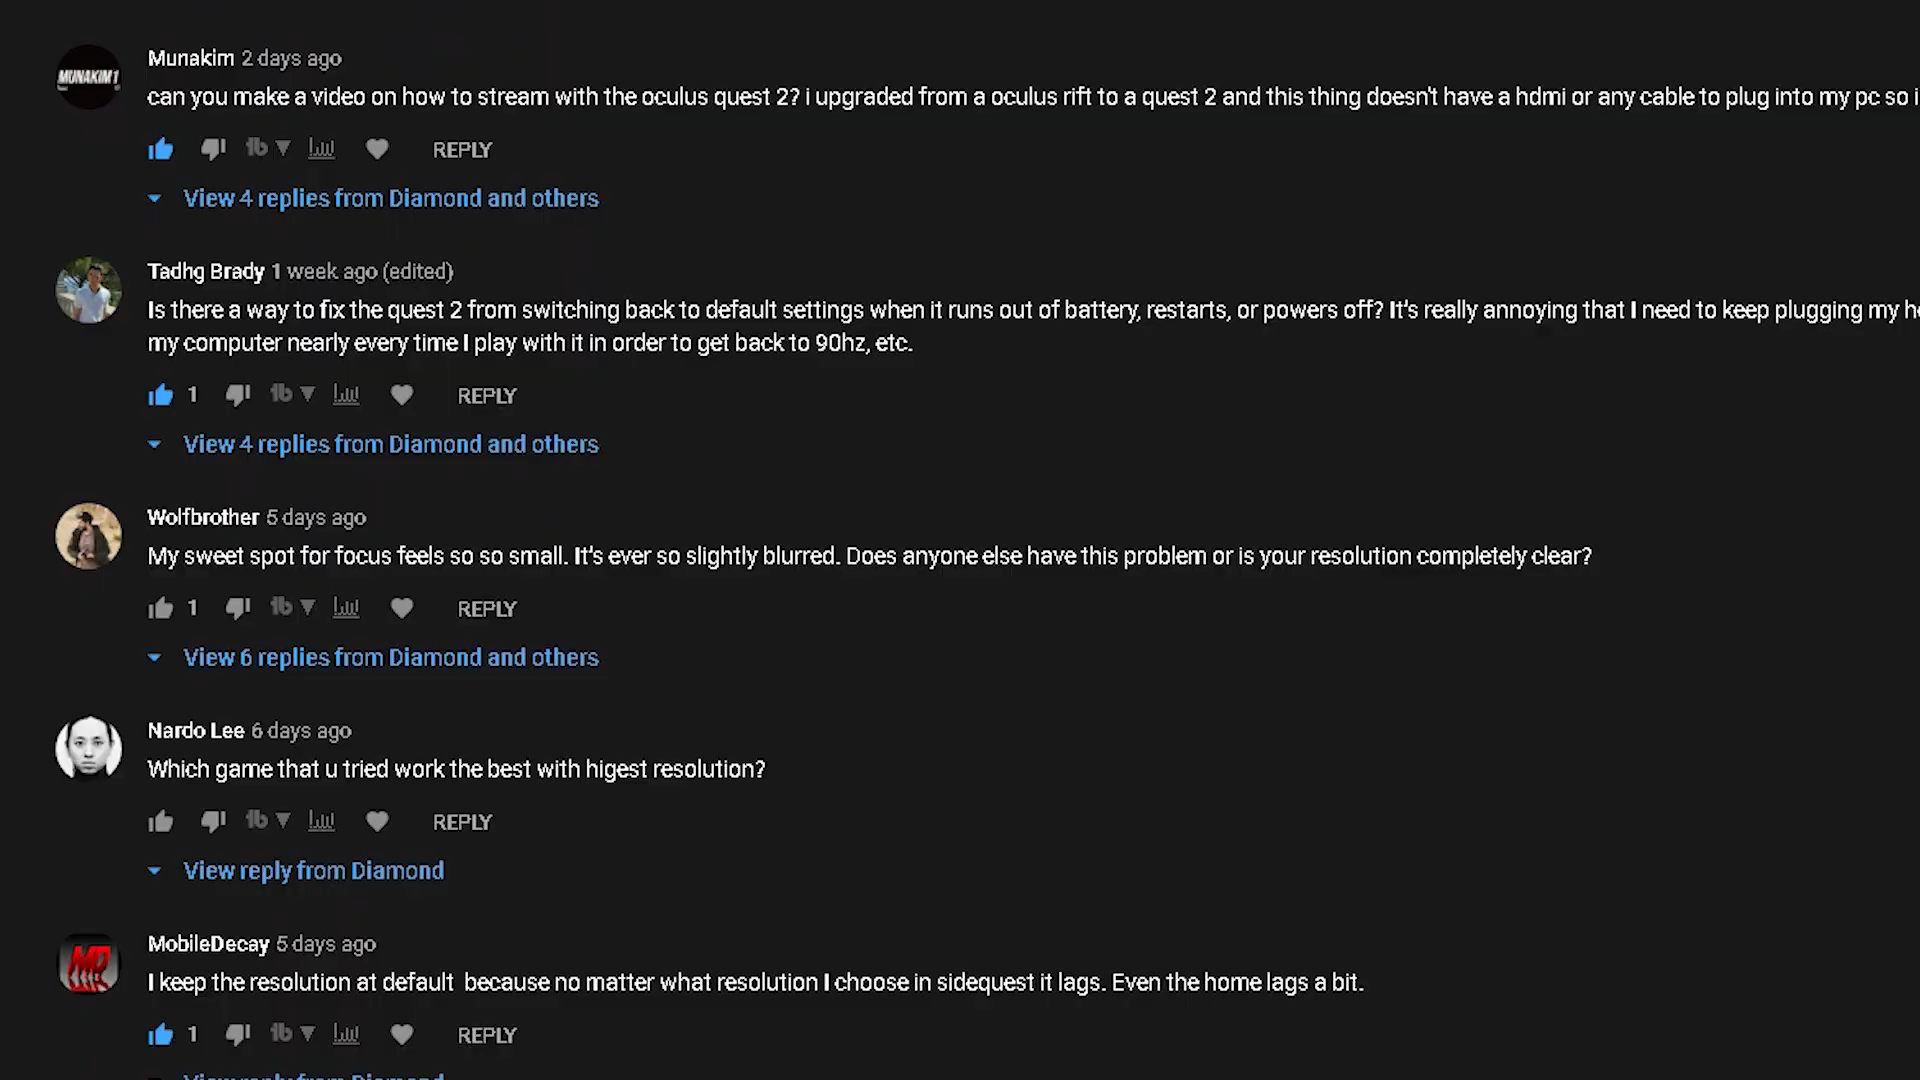 MUNAKIM1
Munakim 2 days ago
can you make a video on how to stream with the oculus quest 2? i upgraded from a oculus rift to a quest 2 and this thing doesn't have a hdmi or any cable to plug into my pc so i
REPLY
View 4 replies from Diamond and others
Tadhg Brady 1 week ago (edited)
Is there a way to fix the quest 2 from switching back to default settings when it runs out of battery, restarts, or powers off? It's really annoying that I need to keep plugging my
my computer nearly every time I play with it in order to get back to 90hz, etc.
1 REPLY
View 4 replies from Diamond and others
Wolfbrother 5 days ago
My sweet spot for focus feels so so small. It's ever so slightly blurred. Does anyone else have this problem or is your resolution completely clear?
1 REPLY
View 6 replies from Diamond and others
Nardo Lee 6 days ago
Which game that u tried work the best with higest resolution?
REPLY
View reply from Diamond
MobileDecay 5 days ago
I keep the resolution at default because no matter what resolution I choose in sidequest it lags. Even the home lags a bit.
1 REPLY
View reply from Diamond